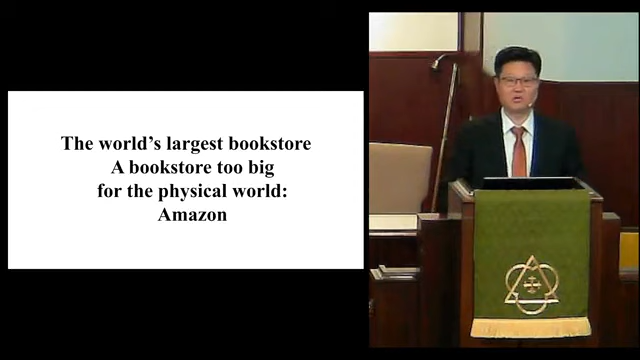 The world's largest bookstore
A bookstore too big
for the physical world:
Amazon